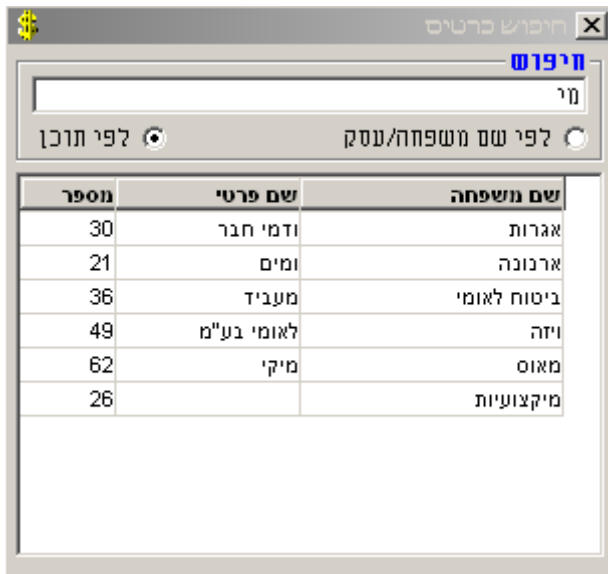 חיפוש כרטיס
חיפוש
מי
לפי שם משפחה/עסק לפי תוכן
שם משפחה שם פרטי מספר
אגרות ודמי חבר 30
ארנונה ומים 21
ביטוח לאומי מעביד 36
ויזה לאומי בע"מ 49
מאוס מיקי 62
מיקצועיות 26